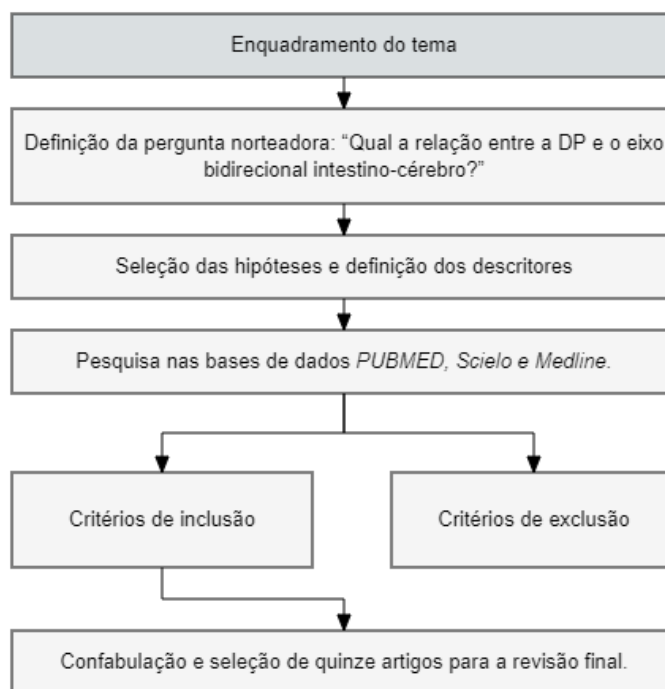 Enquadramento do tema
Definição da pergunta norteadora: “Qual a relação entre a DP e o eixo
bidirecional intestino-cérebro?”
Seleção das hipóteses e definição dos descritores
Pesquisa nas bases de dados PUBMED, Scielo e Medline.
Critérios de inclusão
Critérios de exclusão
Confabulação e seleção de quinze artigos para a revisão final.